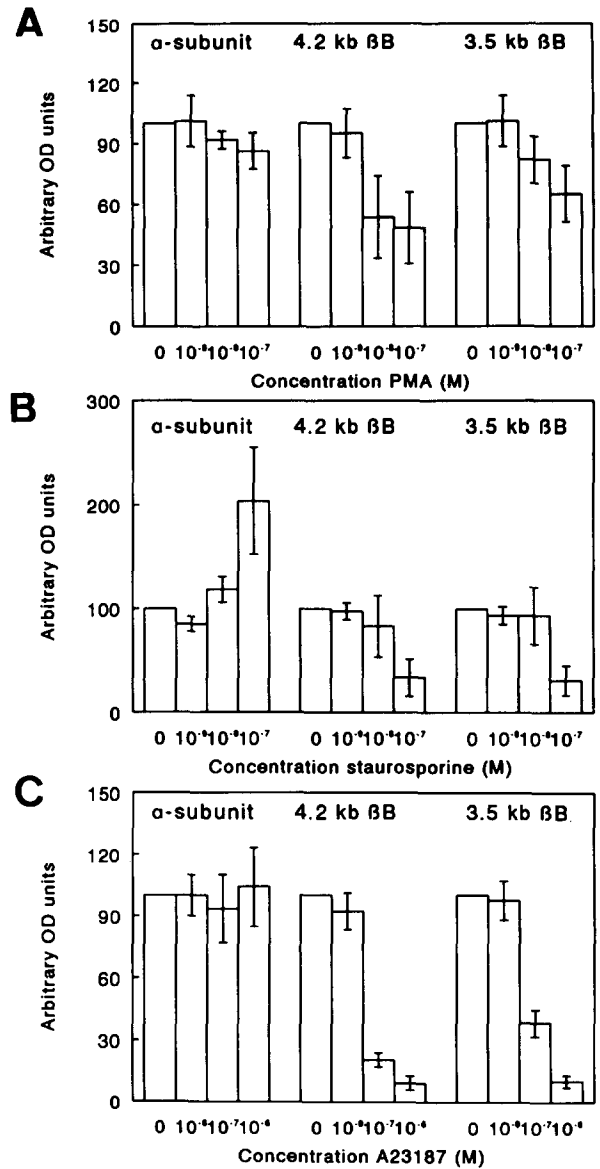 A
150
α-subunit 4.2 kb ßB 3.5 kb ßB
120
90
60
30
0
Arbitrary OD units
0 10⁻⁹10⁻⁸10⁻⁷ 0 10⁻⁹10⁻⁸10⁻⁷ 0 10⁻⁹10⁻⁸10⁻⁷
Concentration PMA (M)
B
300
α-subunit 4.2 kb ßB 3.5 kb ßB
200
100
0
Arbitrary OD units
0 10⁻⁹10⁻⁸10⁻⁷ 0 10⁻⁹10⁻⁸10⁻⁷ 0 10⁻⁹10⁻⁸10⁻⁷
Concentration staurosporine (M)
C
150
α-subunit 4.2 kb ßB 3.5 kb ßB
120
90
60
30
0
Arbitrary OD units
0 10⁻⁸10⁻⁷10⁻⁶ 0 10⁻⁸10⁻⁷10⁻⁶ 0 10⁻⁸10⁻⁷10⁻⁶
Concentration A23187 (M)